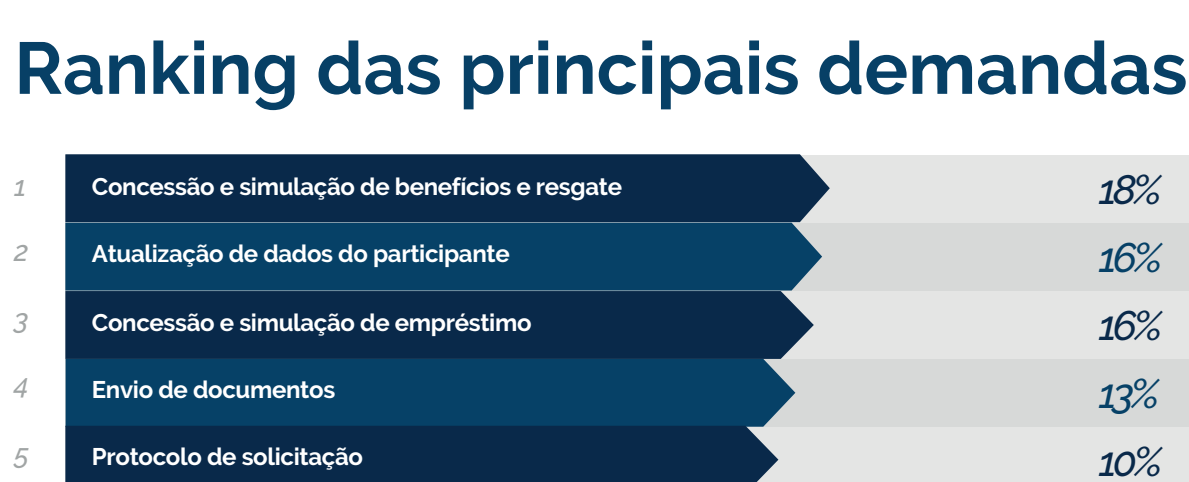 Ranking das principais demandas
1 Concessão e simulação de benefícios e resgate 18%
2 Atualização de dados do participante 16%
3 Concessão e simulação de empréstimo 16%
4 Envio de documentos 13%
5 Protocolo de solicitação 10%